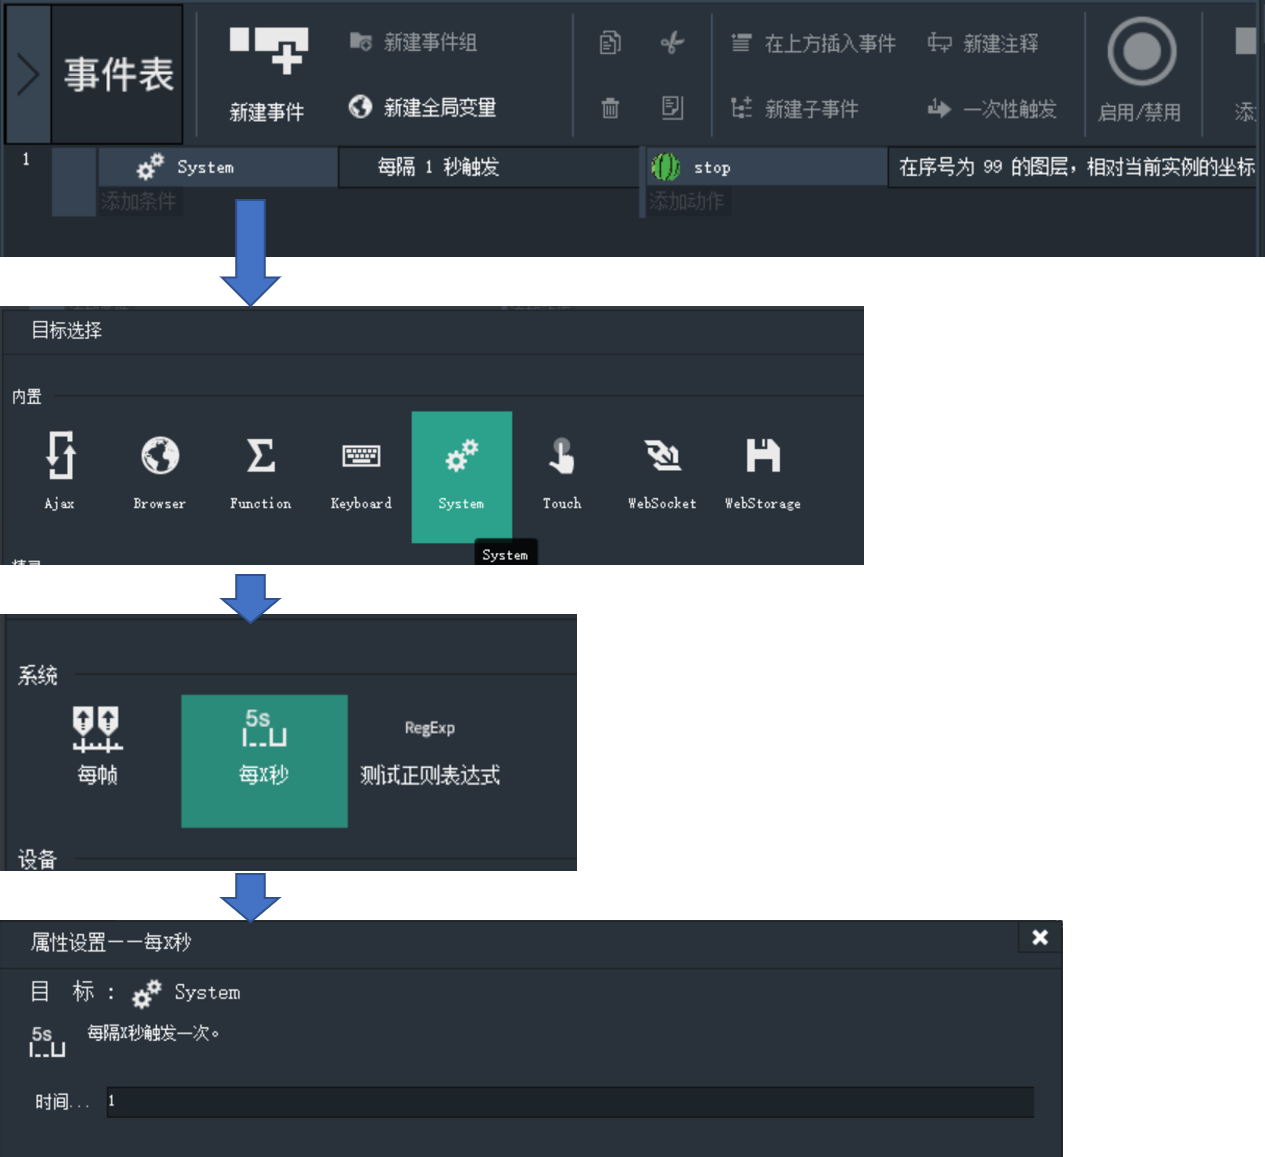 事件表
新建事件
新建事件组
新建全局变量
在上方插入事件
新建注释
新建子事件
一次性触发
启用/禁用
添
1
System
每隔 1 秒触发
stop
在序号为 99 的图层，相对当前实例的坐标
添加条件
添加动作
目标选择
内置
Ajax
Browser
Function
Keyboard
System
Touch
WebSocket
WebStorage
System
系统
5s
RegExp
每帧
每X秒
测试正则表达式
设备
属性设置——每X秒
目 标：
System
5s
每隔X秒触发一次。
时间...
1